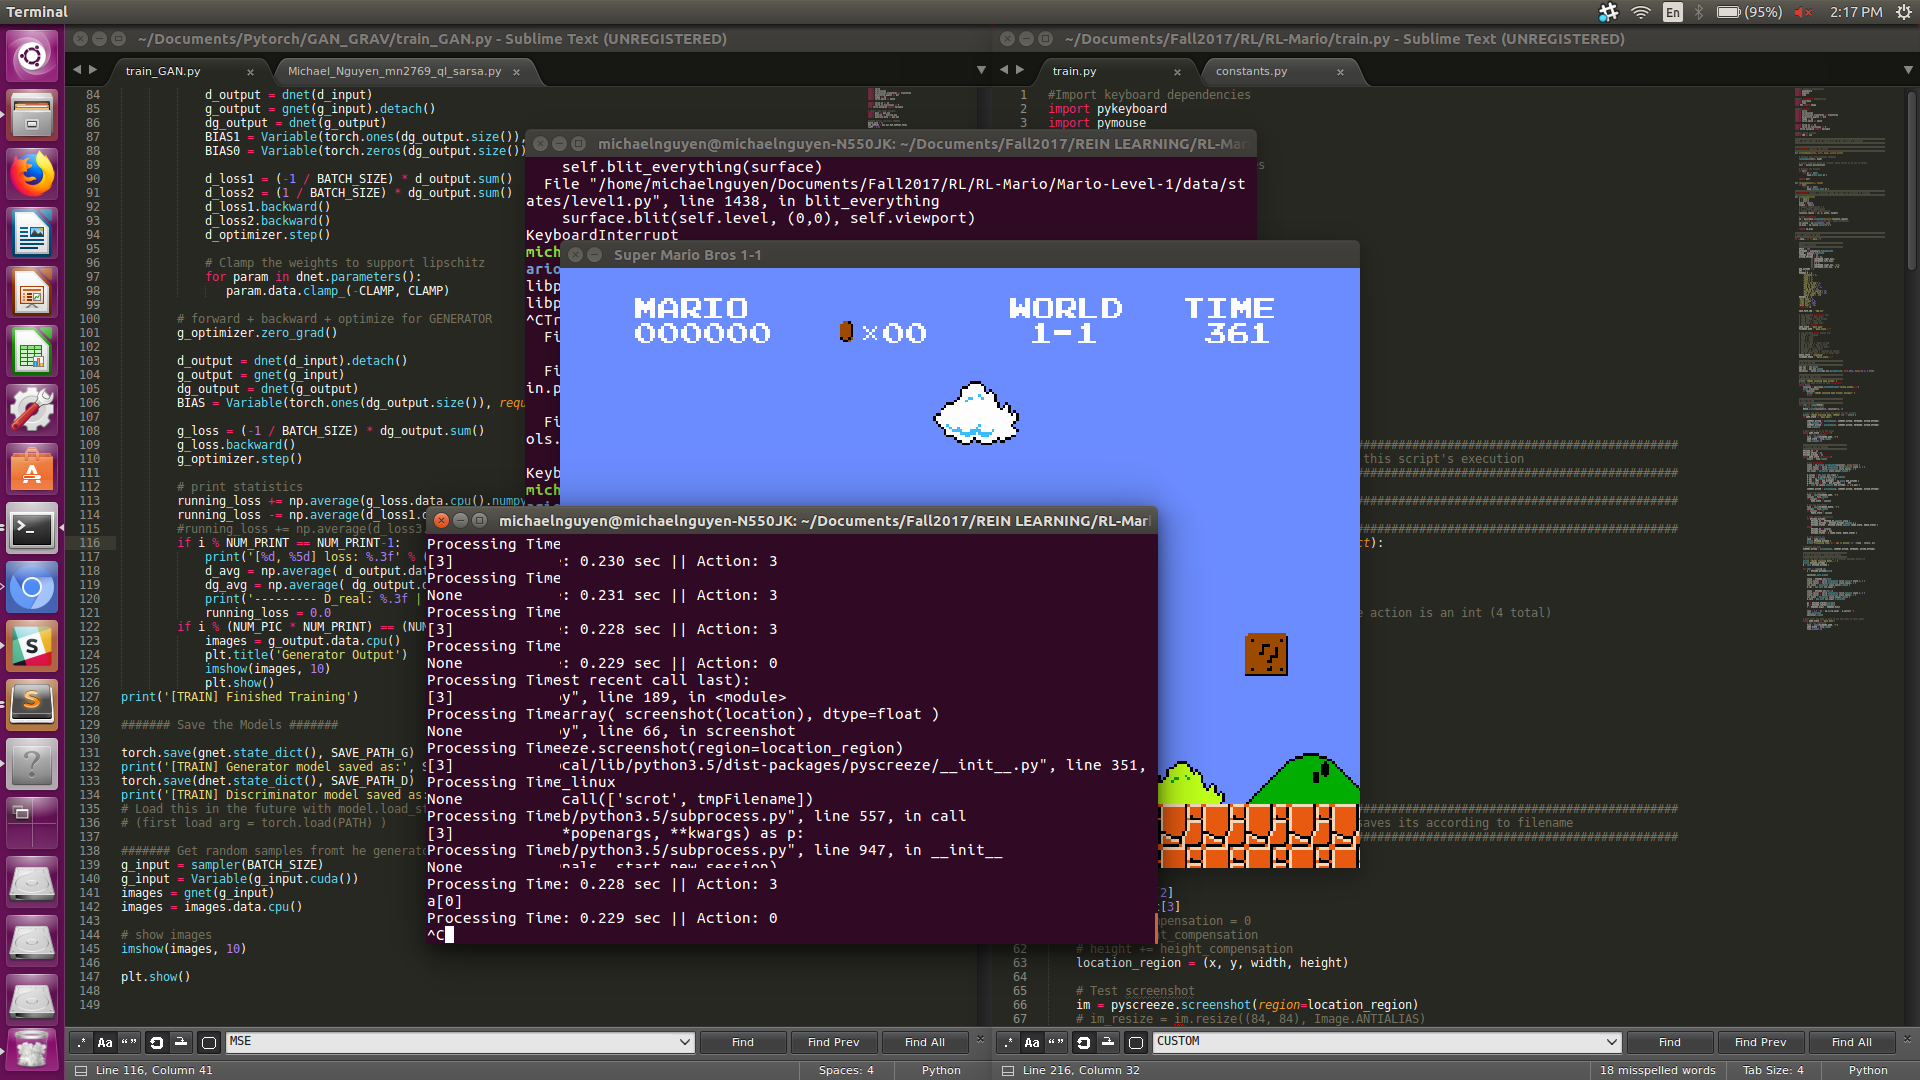 Terminal
En
(95%)
2:17 PM
~/Documents/Pytorch/GAN_GRAV/train_GAN.py - Sublime Text (UNREGISTERED)
train_GAN.py
Michael_Nguyen_mn2769_ql_sarsa.py
84 d_output = dnet(d_input)
85 g_output = gnet(g_input).detach()
86 dg_output = dnet(g_output)
87 BIAS1 = Variable(torch.ones(dg_output.size()),
88 BIAS0 = Variable(torch.zeros(dg_output.size())
89
90 d_loss1 = (-1 / BATCH_SIZE) * d_output.sum()
91 d_loss2 = (1 / BATCH_SIZE) * dg_output.sum()
92 d_loss1.backward()
93 d_loss2.backward()
94 d_optimizer.step()
95
96 # Clamp the weights to support lipschitz
97 for param in dnet.parameters():
98 param.data.clamp_(-CLAMP, CLAMP)
99
100 # forward + backward + optimize for GENERATOR
101 g_optimizer.zero_grad()
102
103 d_output = dnet(d_input).detach()
104 g_output = gnet(g_input)
105 dg_output = dnet(g_output)
106 BIAS = Variable(torch.ones(dg_output.size()), requ
107
108 g_loss = (-1 / BATCH_SIZE) * dg_output.sum()
109 g_loss.backward()
110 g_optimizer.step()
111
112 # print statistics
113 running_loss += np.average(g_loss.data.cpu().numpy
114 running_loss -= np.average(d_loss1.d
115 #running_loss += np.average(d_loss3.
116 if i % NUM_PRINT == NUM_PRINT-1:
117 print('[%d, %5d] loss: %.3f' % (
118 d_avg = np.average( d_output.dat
119 dg_avg = np.average( dg_output.d
120 print('--------- D_real: %.3f |
121 running_loss = 0.0
122 if i % (NUM_PIC * NUM_PRINT) == (NUM
123 images = g_output.data.cpu()
124 plt.title('Generator Output')
125 imshow(images, 10)
126 plt.show()
127 print('[TRAIN] Finished Training')
128
129 ####### Save the Models #######
130
131 torch.save(gnet.state_dict(), SAVE_PATH_G)
132 print('[TRAIN] Generator model saved as:', S
133 torch.save(dnet.state_dict(), SAVE_PATH_D)
134 print('[TRAIN] Discriminator model saved as:
135 # Load this in the future with model.load_st
136 # (first load arg = torch.load(PATH) )
137
138 ####### Get random samples fromt he generato
139 g_input = sampler(BATCH_SIZE)
140 g_input = Variable(g_input.cuda())
141 images = gnet(g_input)
142 images = images.data.cpu()
143
144 # show images
145 imshow(images, 10)
146
147 plt.show()
148
149
MSE
Find
Find Prev
Find All
Line 116, Column 41
Spaces: 4
Python
~/Documents/Fall2017/RL/RL-Mario/train.py - Sublime Text (UNREGISTERED)
train.py
constants.py
1 #Import keyboard dependencies
2 import pykeyboard
3 import pymouse
es
################################################
this script's execution
################################################
################################################
################################################
ct):
e action is an int (4 total)
################################################
saves its according to filename
################################################
2]
t[3]
pensation = 0
ht_compensation
62 # height += height_compensation
63 location_region = (x, y, width, height)
64
65 # Test screenshot
66 im = pyscreeze.screenshot(region=location_region)
67 # im_resize = im.resize((84, 84), Image.ANTIALIAS)
CUSTOM
Find
Find Prev
Find All
Line 216, Column 32
18 misspelled words
Tab Size: 4
Python
michaelnguyen@michaelnguyen-N550JK: ~/Documents/Fall2017/REIN LEARNING/RL-Mar
self.blit_everything(surface)
File "/home/michaelnguyen/Documents/Fall2017/RL/RL-Mario/Mario-Level-1/data/st
ates/level1.py", line 1438, in blit_everything
surface.blit(self.level, (0,0), self.viewport)
KeyboardInterrupt
mich
ario
libp
libp
^CTr
Fi
Fi
in.p
Fi
ols.
Keyb
mich
Super Mario Bros 1-1
MARIO
000000
×00
WORLD
1-1
TIME
361
michaelnguyen@michaelnguyen-N550JK: ~/Documents/Fall2017/REIN LEARNING/RL-Mari
Processing Time
[3] : 0.230 sec || Action: 3
Processing Time
None : 0.231 sec || Action: 3
Processing Time
[3] : 0.228 sec || Action: 3
Processing Time
None : 0.229 sec || Action: 0
Processing Timest recent call last):
[3] y", line 189, in <module>
Processing Timearray( screenshot(location), dtype=float )
None y", line 66, in screenshot
Processing Timeeze.screenshot(region=location_region)
[3] cal/lib/python3.5/dist-packages/pyscreeze/__init__.py", line 351,
Processing Time_linux
None call(['scrot', tmpFilename])
Processing Timeb/python3.5/subprocess.py", line 557, in call
[3] *popenargs, **kwargs) as p:
Processing Timeb/python3.5/subprocess.py", line 947, in __init__
None nals, start_new_session)
Processing Time: 0.228 sec || Action: 3
a[0]
Processing Time: 0.229 sec || Action: 0
^C